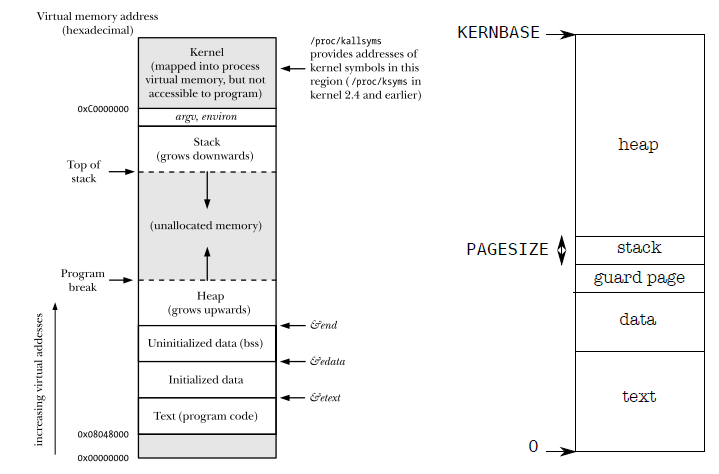 Virtual memory address
(hexadecimal)
Kernel
(mapped into process
virtual memory, but not
accessible to program)
/proc/kallsyms
provides addresses of
kernel symbols in this
region (/proc/ksyms in
kernel 2.4 and earlier)
0xC0000000
argv, environ
Stack
(grows downwards)
Top of
stack
(unallocated memory)
Program
break
Heap
(grows upwards)
&end
Uninitialized data (bss)
&edata
Initialized data
&etext
Text (program code)
0x08048000
0x00000000
increasing virtual addesses
KERNBASE
heap
PAGESIZE
stack
guard page
data
text
0